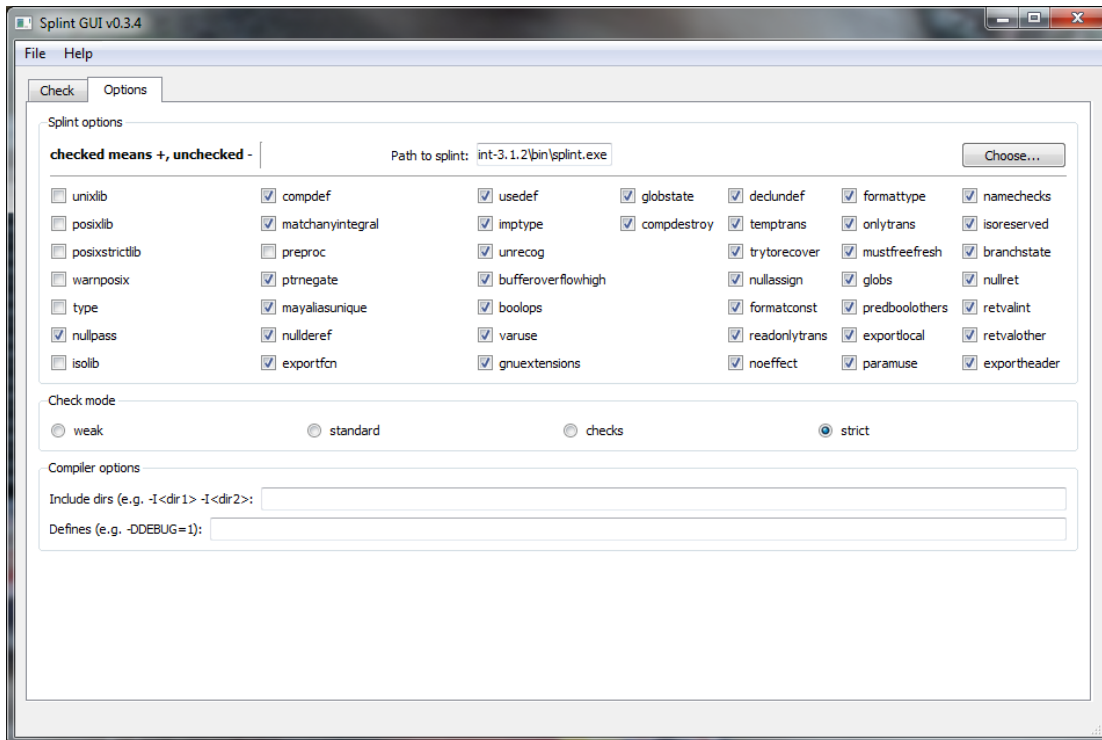 Splint GUI v0.3.4
File Help
Check Options
Splint options
checked means +, unchecked - Path to splint: int-3.1.2\bin\splint.exe Choose...
unixlib compdef usedef globstate declundef formattype namechecks
posixlib matchanyintegral imptype compdestroy temptrans onlytrans isoreserved
posixstrictlib preproc unrecog trytorecover mustfreefresh branchstate
warnposix ptrnegate bufferoverflowhigh nullassign globs nullret
type mayaliasunique boolops formatconst predboolothers retvalint
nullpass nullderef varuse readonlytrans exportlocal retvalother
isolib exportfcn gnuextensions noeffect paramuse exportheader
Check mode
weak standard checks strict
Compiler options
Include dirs (e.g. -I<dir1> -I<dir2>:
Defines (e.g. -DDEBUG=1):